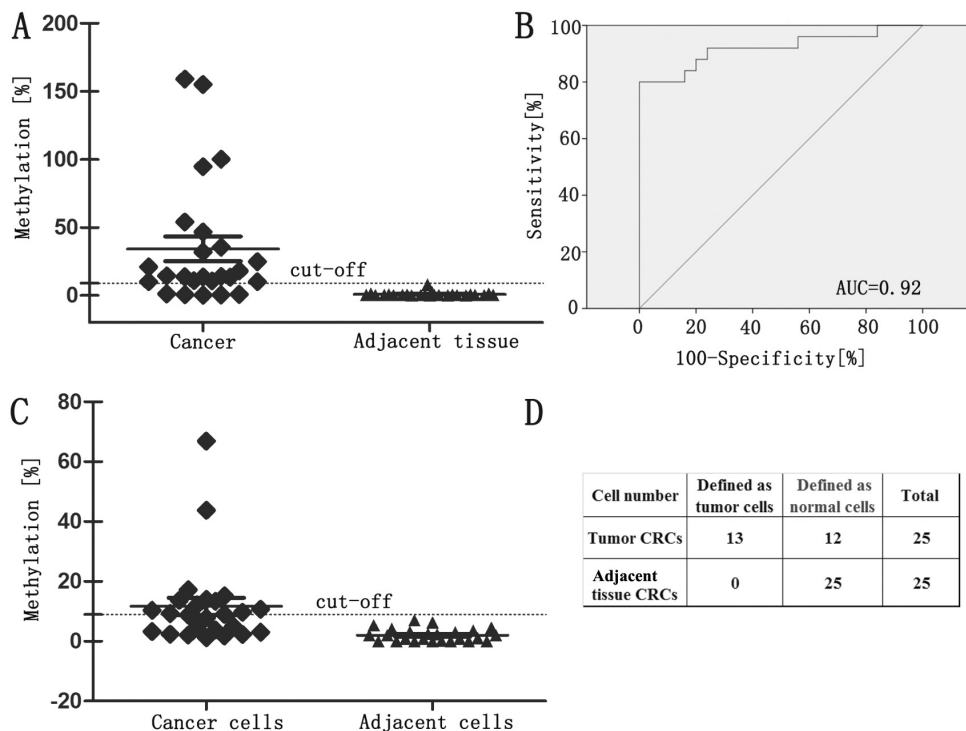 A
200
150
100
50
0
Methylation [%]
cut-off
Cancer
Adjacent tissue
B
100
80
60
40
20
0
Sensitivity[%]
AUC=0.92
0
20
40
60
80
100
100-Specificity[%]
C
80
60
40
20
0
-20
Methylation [%]
cut-off
Cancer cells
Adjacent cells
D
Cell number
Defined as tumor cells
Defined as normal cells
Total
Tumor CRCs
13
12
25
Adjacent tissue CRCs
0
25
25